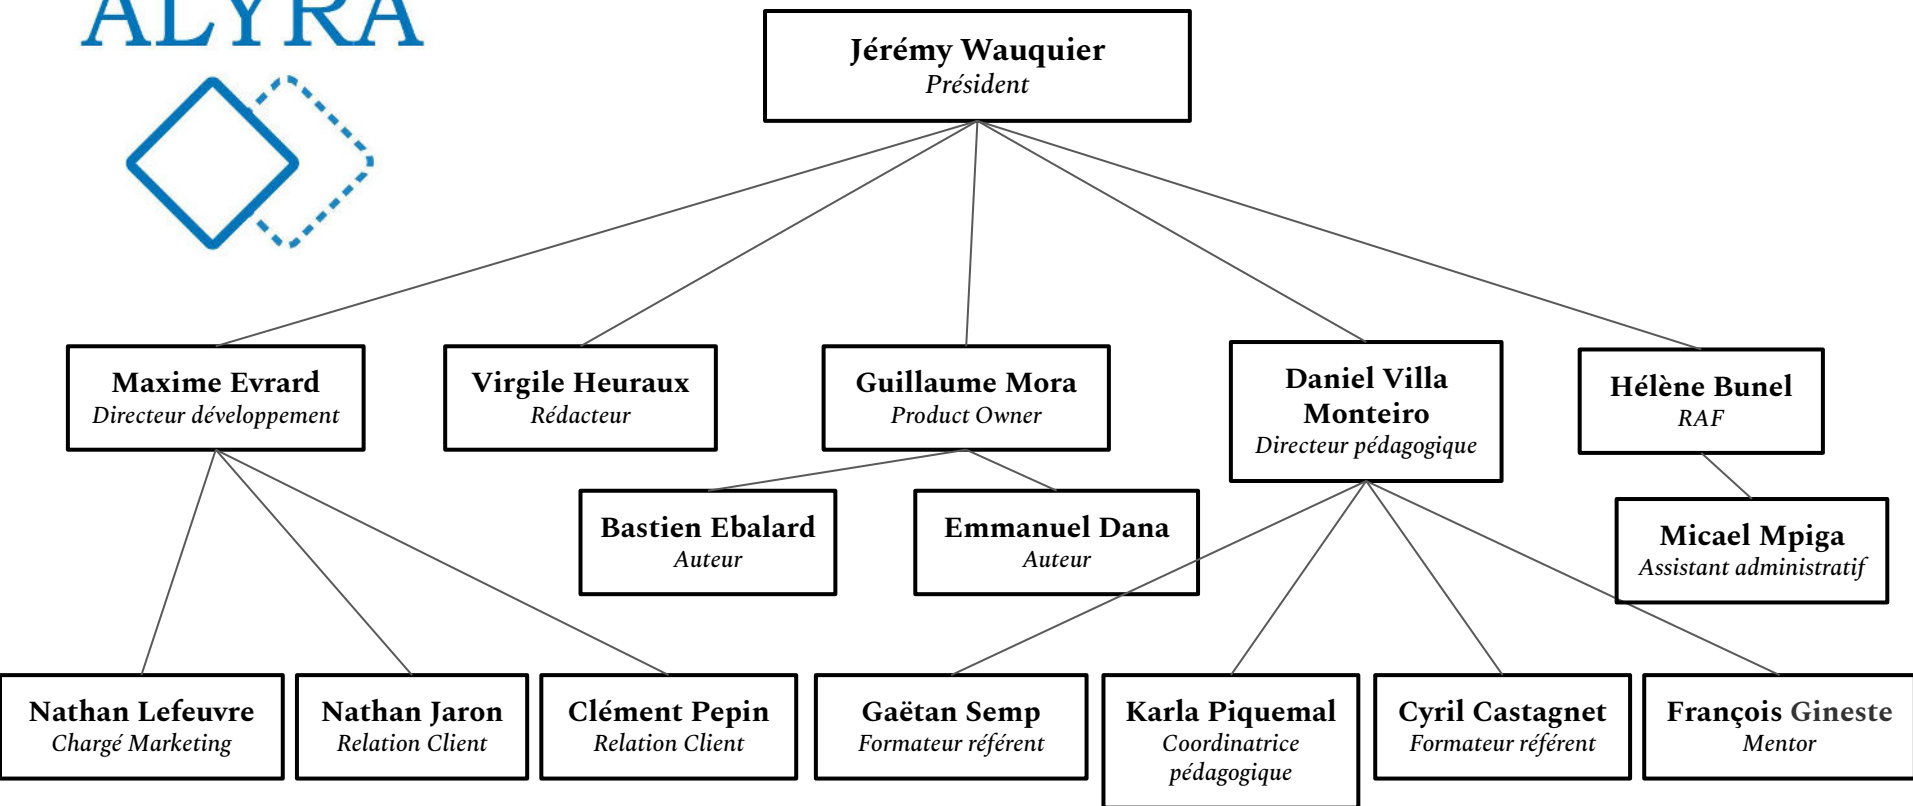 ALYRA
Jérémy Wauquier
Président
Maxime Evrard
Directeur développement
Virgile Heuraux
Rédacteur
Guillaume Mora
Product Owner
Daniel Villa
Monteiro
Directeur pédagogique
Hélène Bunel
RAF
Bastien Ebalard
Auteur
Emmanuel Dana
Auteur
Micael Mpiga
Assistant administratif
Nathan Lefeuvre
Chargé Marketing
Nathan Jaron
Relation Client
Clément Pepin
Relation Client
Gaëtan Semp
Formateur référent
Karla Piquemal
Coordinatrice
pédagogique
Cyril Castagnet
Formateur référent
François Gineste
Mentor